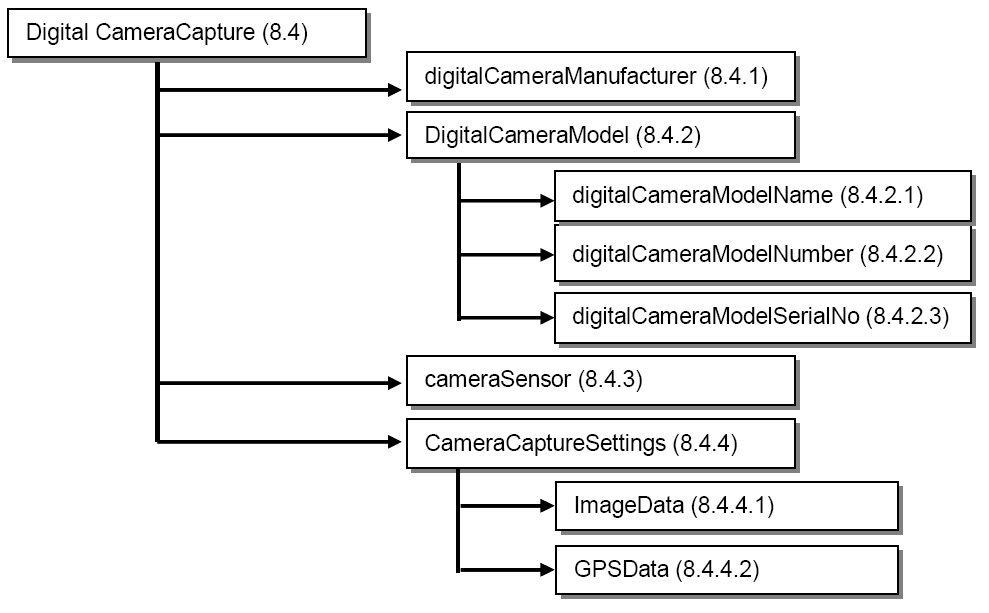 Digital CameraCapture (8.4)
digitalCameraManufacturer (8.4.1)
DigitalCameraModel (8.4.2)
digitalCameraModelName (8.4.2.1)
digitalCameraModelNumber (8.4.2.2)
digitalCameraModelSerialNo (8.4.2.3)
cameraSensor (8.4.3)
CameraCaptureSettings (8.4.4)
ImageData (8.4.4.1)
GPSData (8.4.4.2)